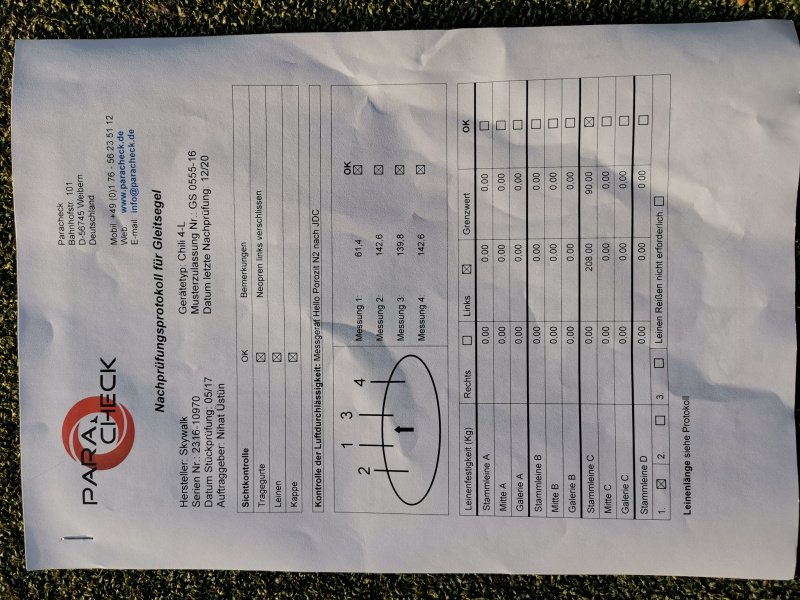 PARA CHECK
Paracheck
Bahnhofstr. 101
D-56745 Weibern
Deutschland
Mobil +49 (0)1 76 - 56 23 51 12
Web www.paracheck.de
E-mail: info@paracheck.de
Nachprüfungsprotokoll für Gleitsegel
Hersteller: Skywalk Gerätetyp: Chili 4-L
Serien Nr.: 2316-10970 Musterzulassung Nr.: GS 0555-16
Datum Stückprüfung: 05/17 Datum letzte Nachprüfung 12/20
Auftraggeber: Nihat Üstün
Sichtkontrolle OK Bemerkungen
Tragegurte ☒ Neopren links verschlissen
Leinen ☒
Kappe ☒
Kontrolle der Luftdurchlässigkeit: Messgerät Hello Porozit N2 nach JDC
OK
2 1 3 4
Messung 1: 61,4 ☒
Messung 2: 142,6 ☒
Messung 3: 139,8 ☒
Messung 4: 142,6 ☒
Leinenfestigkeit (Kg) Rechts ☐ Links ☒ Grenzwert OK
Stammleine A 0.00 0.00 0.00 ☐
Mitte A 0.00 0.00 0.00 ☐
Galerie A 0.00 0.00 0.00 ☐
Stammleine B 0.00 0.00 0.00 ☐
Mitte B 0.00 0.00 0.00 ☐
Galerie B 0.00 0.00 0.00 ☐
Stammleine C 0.00 208.00 90.00 ☒
Mitte C 0.00 0.00 0.00 ☐
Galerie C 0.00 0.00 0.00 ☐
Stammleine D 0.00 0.00 0.00 ☐
1. ☒ 2. ☐ 3. ☐ Leinen Reißen nicht erforderlich ☐
Leinenlänge siehe Protokoll